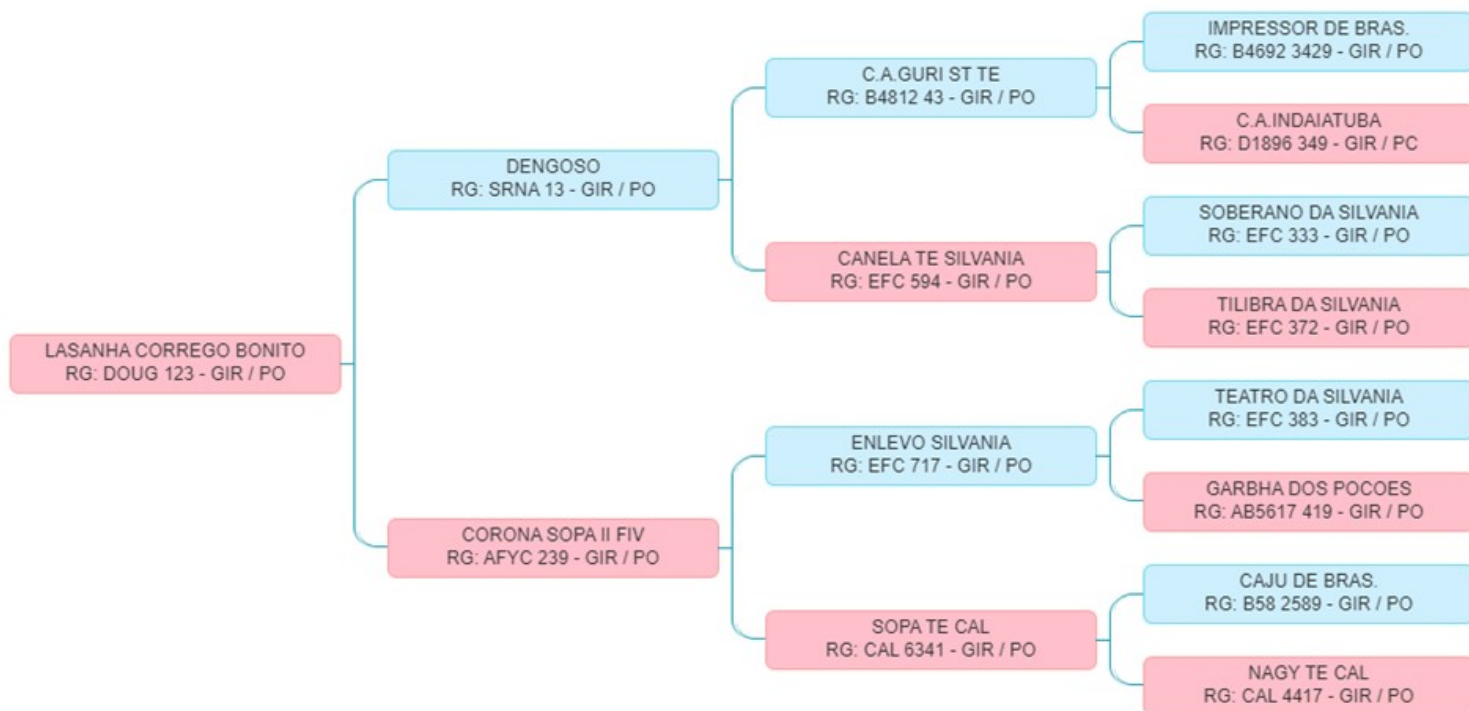 IMPRESSOR DE BRAS.
RG: B4692 3429 - GIR / PO
C.A.GURI ST TE
RG: B4812 43 - GIR / PO
C.A.INDAIATUBA
RG: D1896 349 - GIR / PC
DENGOSO
RG: SRNA 13 - GIR / PO
SOBERANO DA SILVANIA
RG: EFC 333 - GIR / PO
CANELA TE SILVANIA
RG: EFC 594 - GIR / PO
TILIBRA DA SILVANIA
RG: EFC 372 - GIR / PO
LASANHA CORREGO BONITO
RG: DOUG 123 - GIR / PO
TEATRO DA SILVANIA
RG: EFC 383 - GIR / PO
ENLEVO SILVANIA
RG: EFC 717 - GIR / PO
GARBHA DOS POCOES
RG: AB5617 419 - GIR / PO
CORONA SOPA II FIV
RG: AFYC 239 - GIR / PO
CAJU DE BRAS.
RG: B58 2589 - GIR / PO
SOPA TE CAL
RG: CAL 6341 - GIR / PO
NAGY TE CAL
RG: CAL 4417 - GIR / PO